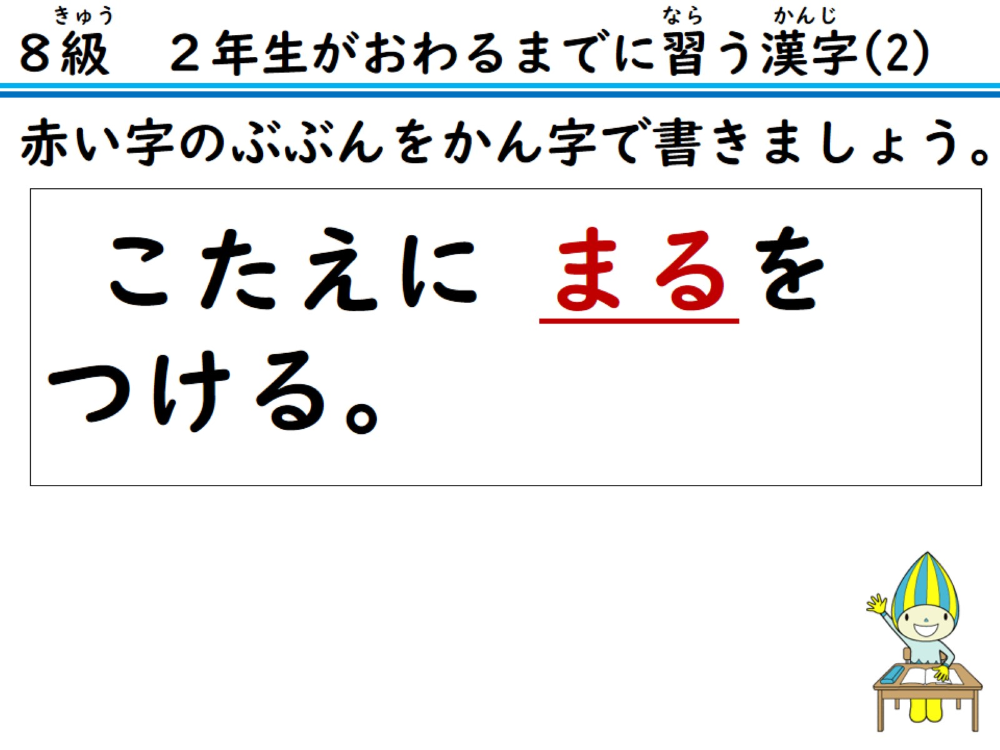 きゅう なら かんじ
８級　２年生がおわるまでに習う漢字(2)
赤い字のぶぶんをかん字で書きましょう。
こたえに まるを
つける。